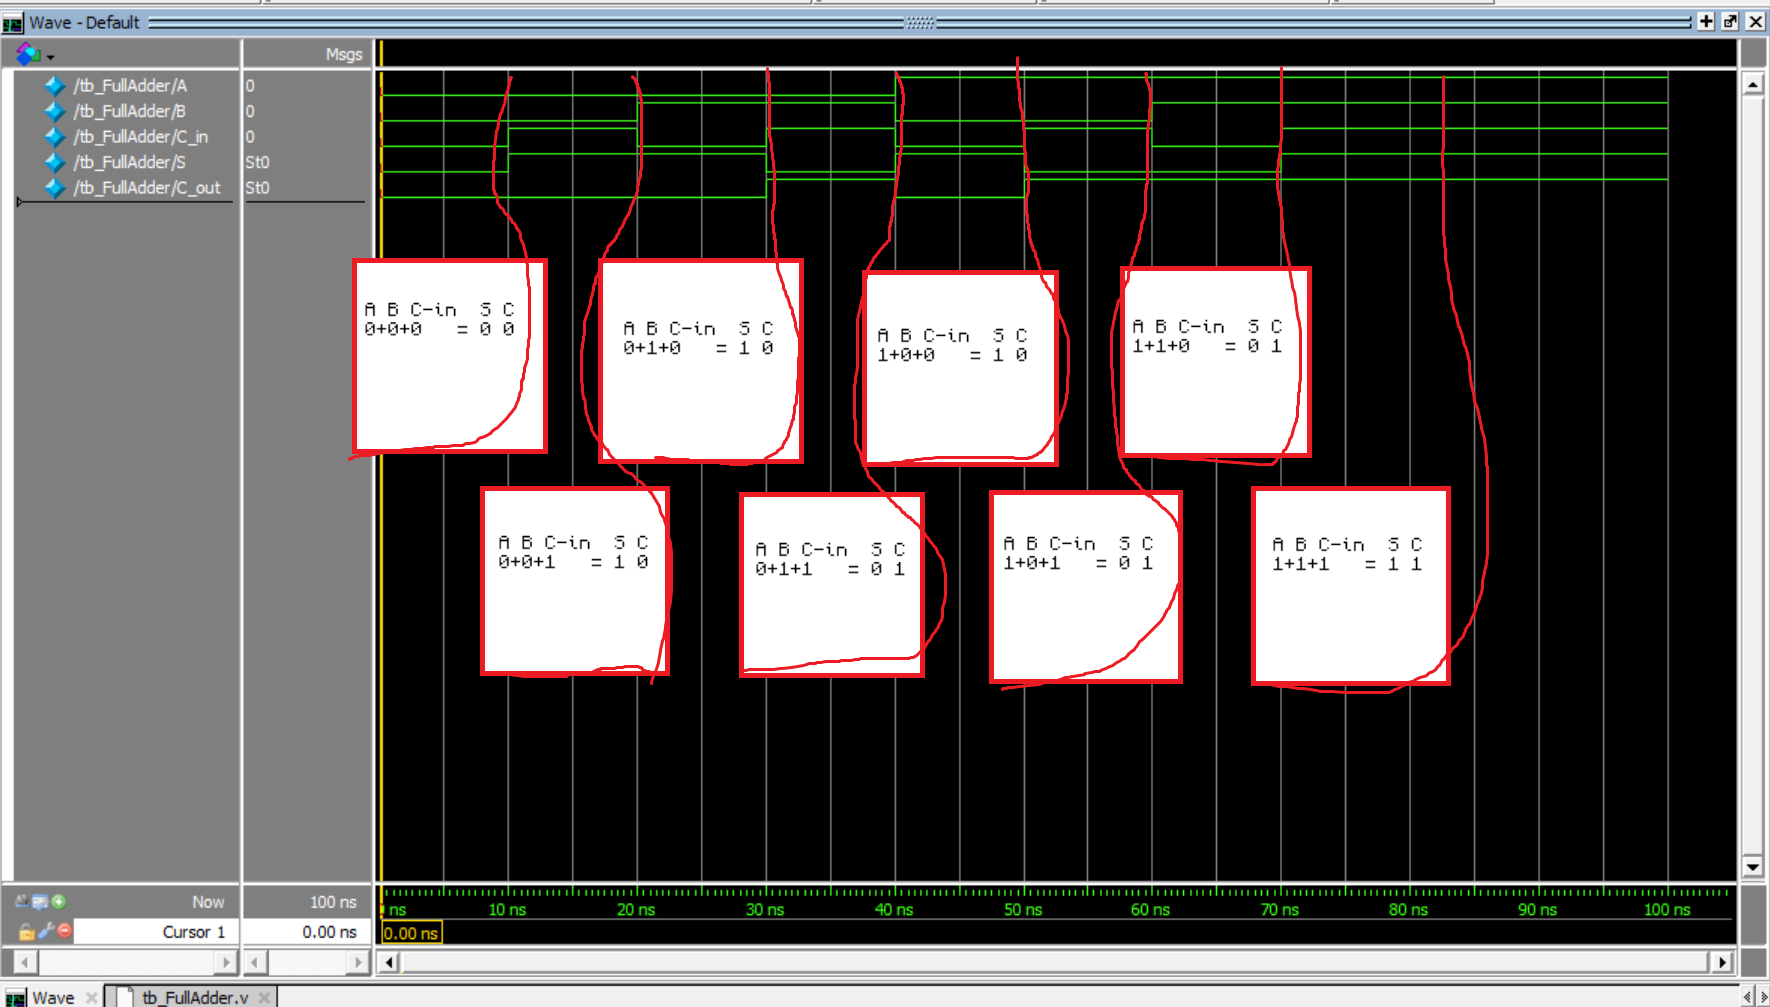 Wave - Default
Msgs
/tb_FullAdder/A 0
/tb_FullAdder/B 0
/tb_FullAdder/C_in 0
/tb_FullAdder/S St0
/tb_FullAdder/C_out St0
A B C-in S C
0+0+0 = 0 0
A B C-in S C
0+1+0 = 1 0
A B C-in S C
1+0+0 = 1 0
A B C-in S C
1+1+0 = 0 1
A B C-in S C
0+0+1 = 1 0
A B C-in S C
0+1+1 = 0 1
A B C-in S C
1+0+1 = 0 1
A B C-in S C
1+1+1 = 1 1
Now 100 ns
ns 10 ns 20 ns 30 ns 40 ns 50 ns 60 ns 70 ns 80 ns 90 ns 100 ns
Cursor 1 0.00 ns 0.00 ns
Wave tb_FullAdder.v